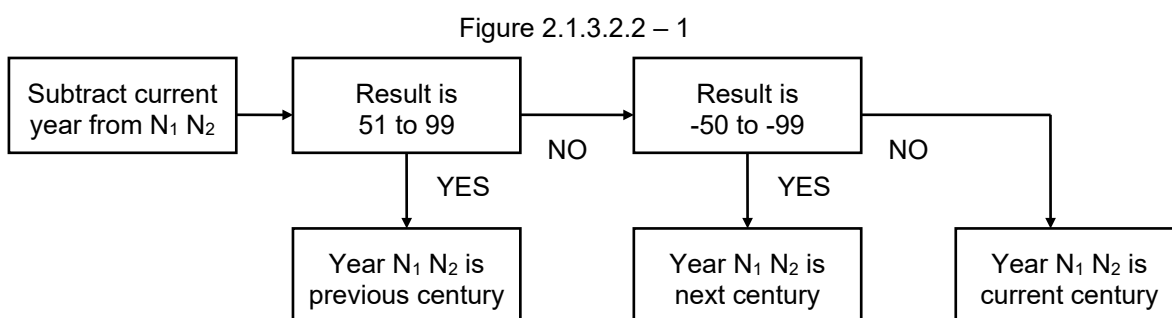 Figure 2.1.3.2.2 – 1
Subtract current
year from N₁ N₂
Result is
51 to 99
NO
YES
Result is
-50 to -99
NO
YES
Year N₁ N₂ is
previous century
Year N₁ N₂ is
next century
Year N₁ N₂ is
current century